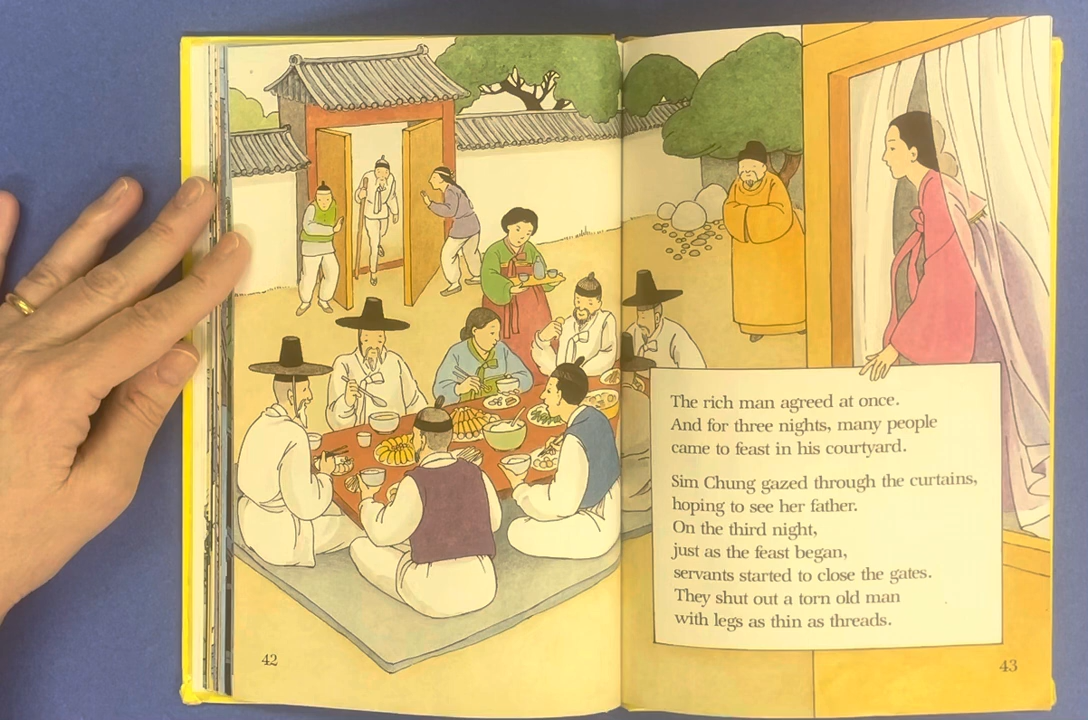 The rich man agreed at once.
And for three nights, many people
came to feast in his courtyard.
Sim Chung gazed through the curtains,
hoping to see her father.
On the third night,
just as the feast began,
servants started to close the gates.
They shut out a torn old man
with legs as thin as threads.
42
43